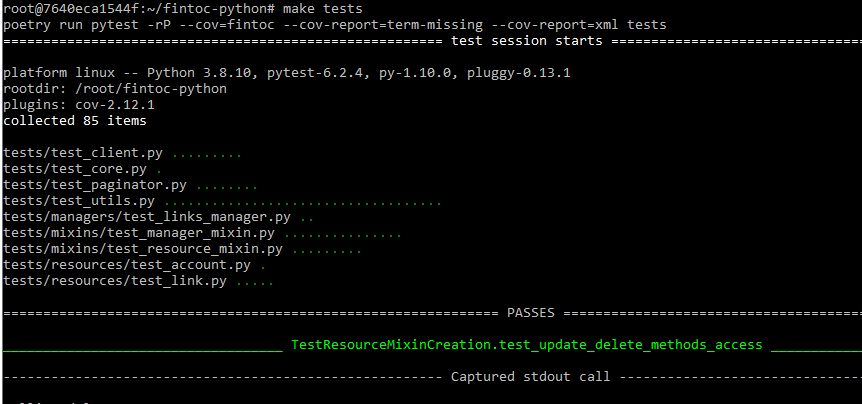 root@7640eca1544f:~/fintoc-python# make tests
poetry run pytest -rP --cov=fintoc --cov-report=term-missing --cov-report=xml tests
======================================================= test session starts ================================
platform linux -- Python 3.8.10, pytest-6.2.4, py-1.10.0, pluggy-0.13.1
rootdir: /root/fintoc-python
plugins: cov-2.12.1
collected 85 items
tests/test_client.py .........
tests/test_core.py .
tests/test_paginator.py ........
tests/test_utils.py ...................................
tests/managers/test_links_manager.py ..
tests/mixins/test_manager_mixin.py ...............
tests/mixins/test_resource_mixin.py .........
tests/resources/test_account.py .
tests/resources/test_link.py .....
============================================================== PASSES ======================================
___________________________________ TestResourceMixinCreation.test_update_delete_methods_access ____________
------------------------------------------------------- Captured stdout call -------------------------------